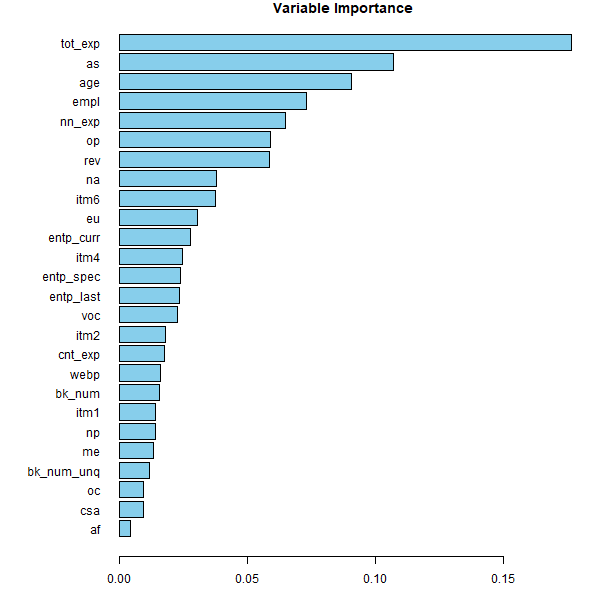 Variable Importance
tot_exp
as
age
empl
nn_exp
op
rev
na
itm6
eu
entp_curr
itm4
entp_spec
entp_last
voc
itm2
cnt_exp
webp
bk_num
itm1
np
me
bk_num_unq
oc
csa
af
0.00 0.05 0.10 0.15